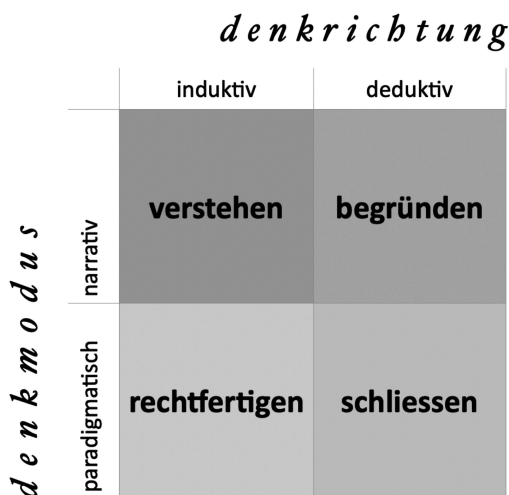 denkrichtung
induktiv deduktiv
denkmodus
narrativ
verstehen begründen
paradigmatisch
rechtfertigen schliessen